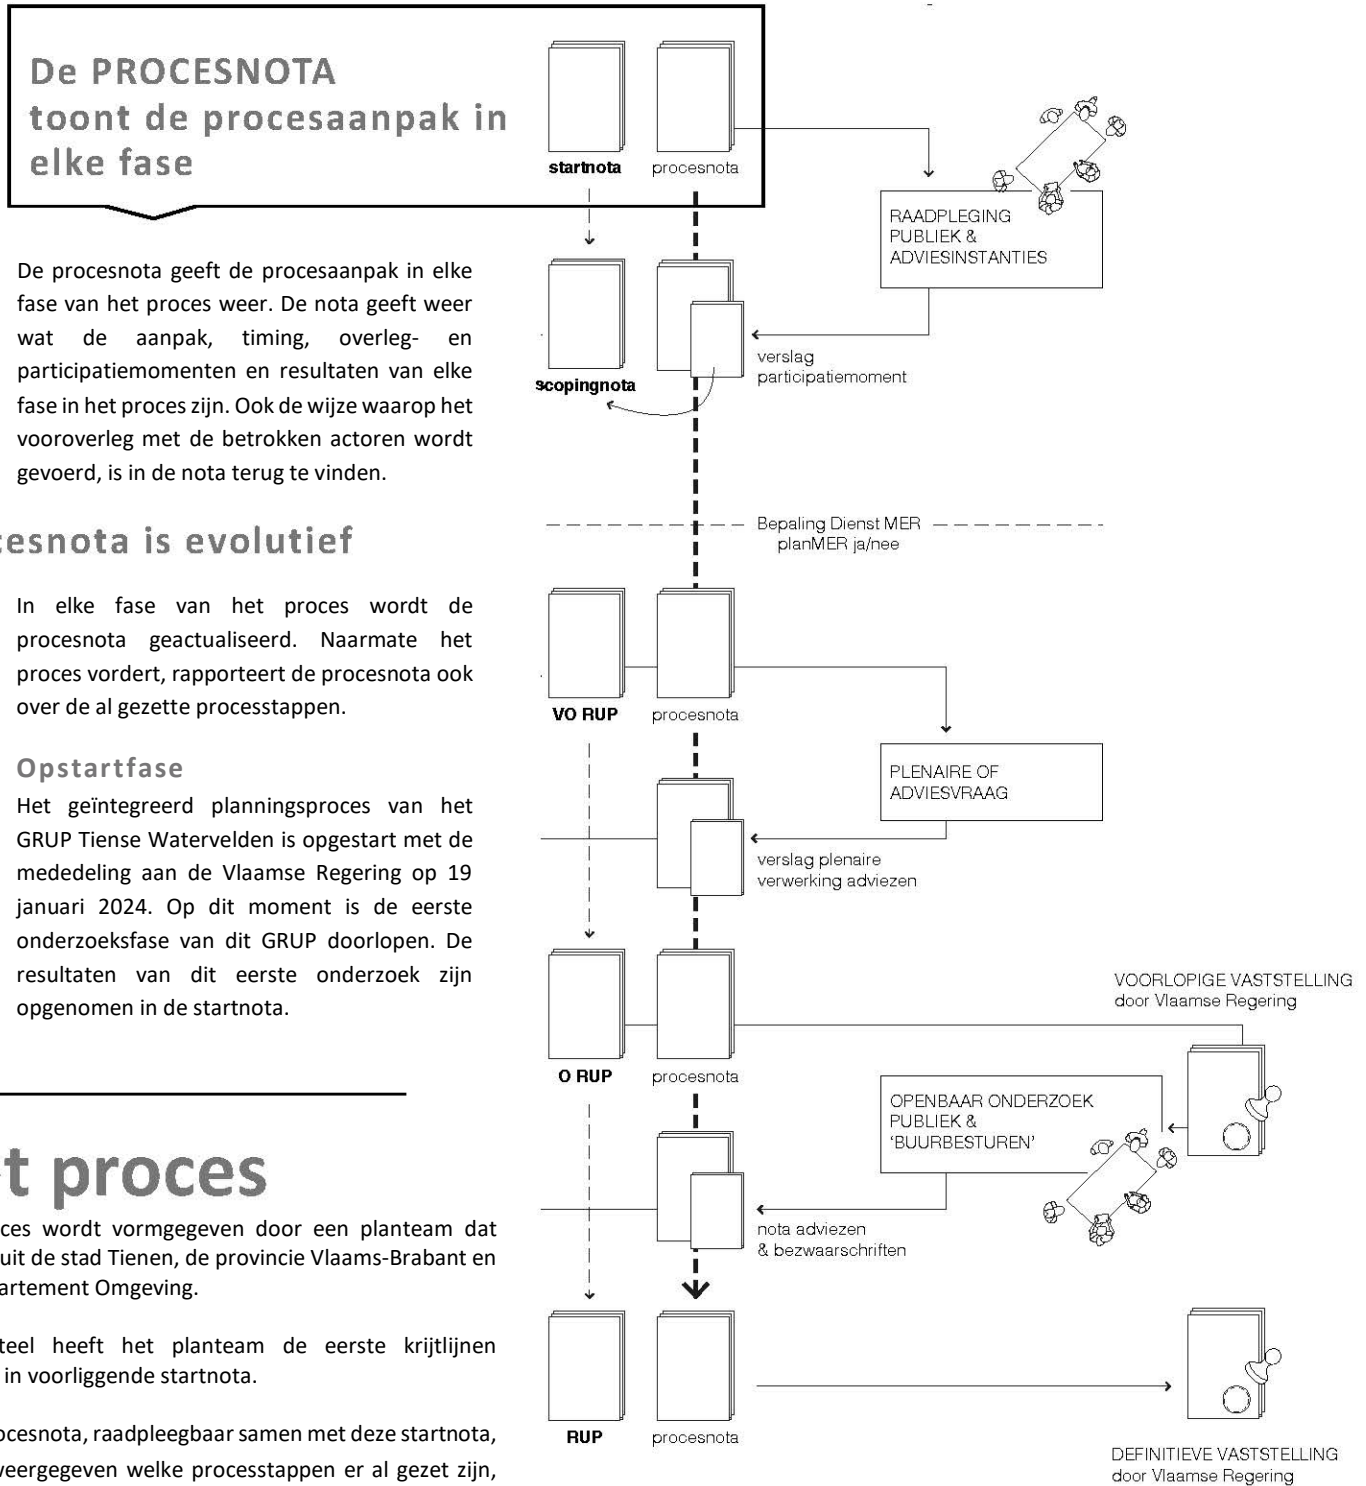 De PROCESNOTA
toont de procesaanpak in
elke fase
De procesnota geeft de procesaanpak in elke
fase van het proces weer. De nota geeft weer
wat de aanpak, timing, overleg- en
participatiemomenten en resultaten van elke
fase in het proces zijn. Ook de wijze waarop het
vooroverleg met de betrokken actoren wordt
gevoerd, is in de nota terug te vinden.
cesnota is evolutief
In elke fase van het proces wordt de
procesnota geactualiseerd. Naarmate het
proces vordert, rapporteert de procesnota ook
over de al gezette processtappen.
Opstartfase
Het geïntegreerd planningsproces van het
GRUP Tiense Watervelden is opgestart met de
mededeling aan de Vlaamse Regering op 19
januari 2024. Op dit moment is de eerste
onderzoeksfase van dit GRUP doorlopen. De
resultaten van dit eerste onderzoek zijn
opgenomen in de startnota.
t proces
ces wordt vormgegeven door een planteam dat
uit de stad Tienen, de provincie Vlaams-Brabant en
artement Omgeving.
teel heeft het planteam de eerste krijtlijnen
in voorliggende startnota.
ocesnota, raadpleegbaar samen met deze startnota,
weergegeven welke processtappen er al gezet zijn,
startnota
procesnota
RAADPLEGING
PUBLIEK &
ADVIESINSTANTIES
verslag
participatiemoment
scopingnota
Bepaling Dienst MER
planMER ja/nee
VO RUP
procesnota
PLENAIRE OF
ADVIESVRAAG
verslag plenaire
verwerking adviezen
VOORLOPIGE VASTSTELLING
door Vlaamse Regering
O RUP
procesnota
OPENBAAR ONDERZOEK
PUBLIEK &
'BUURBESTUREN'
nota adviezen
& bezwaarschriften
RUP
procesnota
DEFINITIEVE VASTSTELLING
door Vlaamse Regering